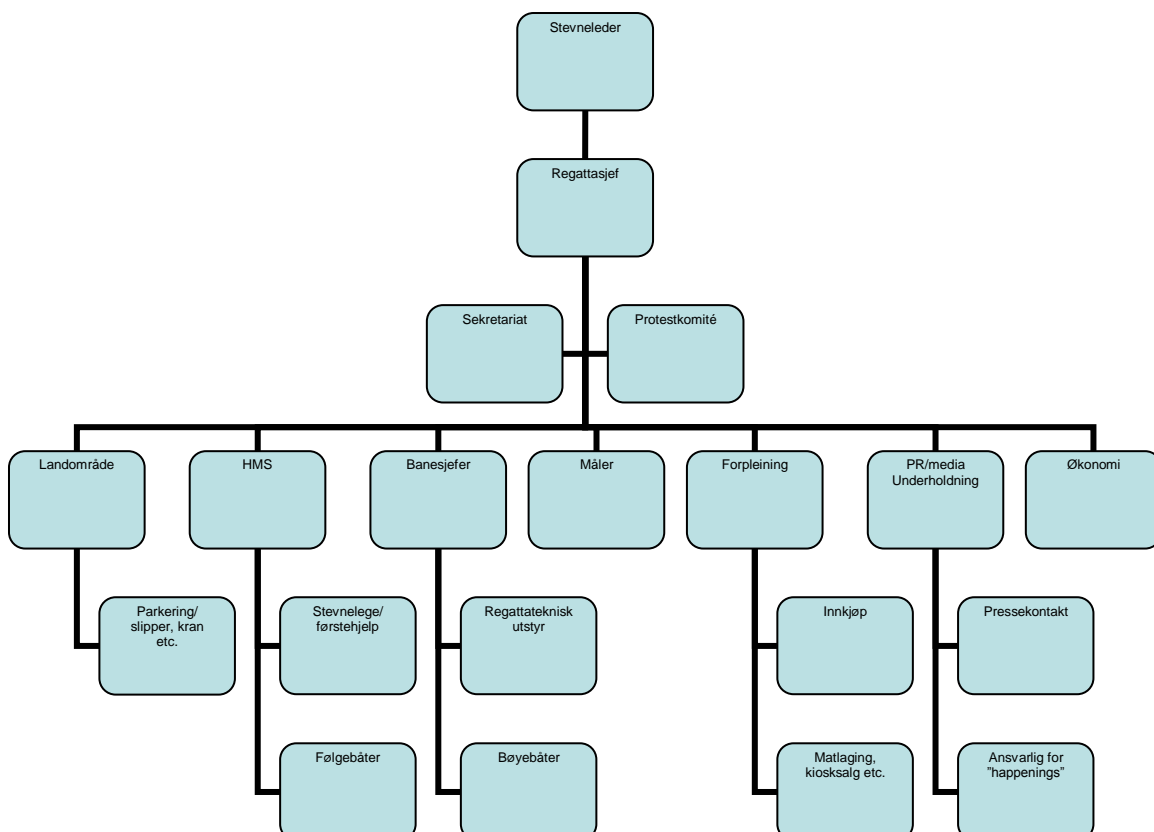 Stevneleder
Regattasjef
Sekretariat
Protestkomité
Landområde
HMS
Banesjefer
Måler
Forpleining
PR/media
Underholdning
Økonomi
Parkering/
slipper, kran
etc.
Stevnelege/
førstehjelp
Regattateknisk
utstyr
Innkjøp
Pressekontakt
Følgebåter
Bøyebåter
Matlaging,
kiosksalg etc.
Ansvarlig for
”happenings”